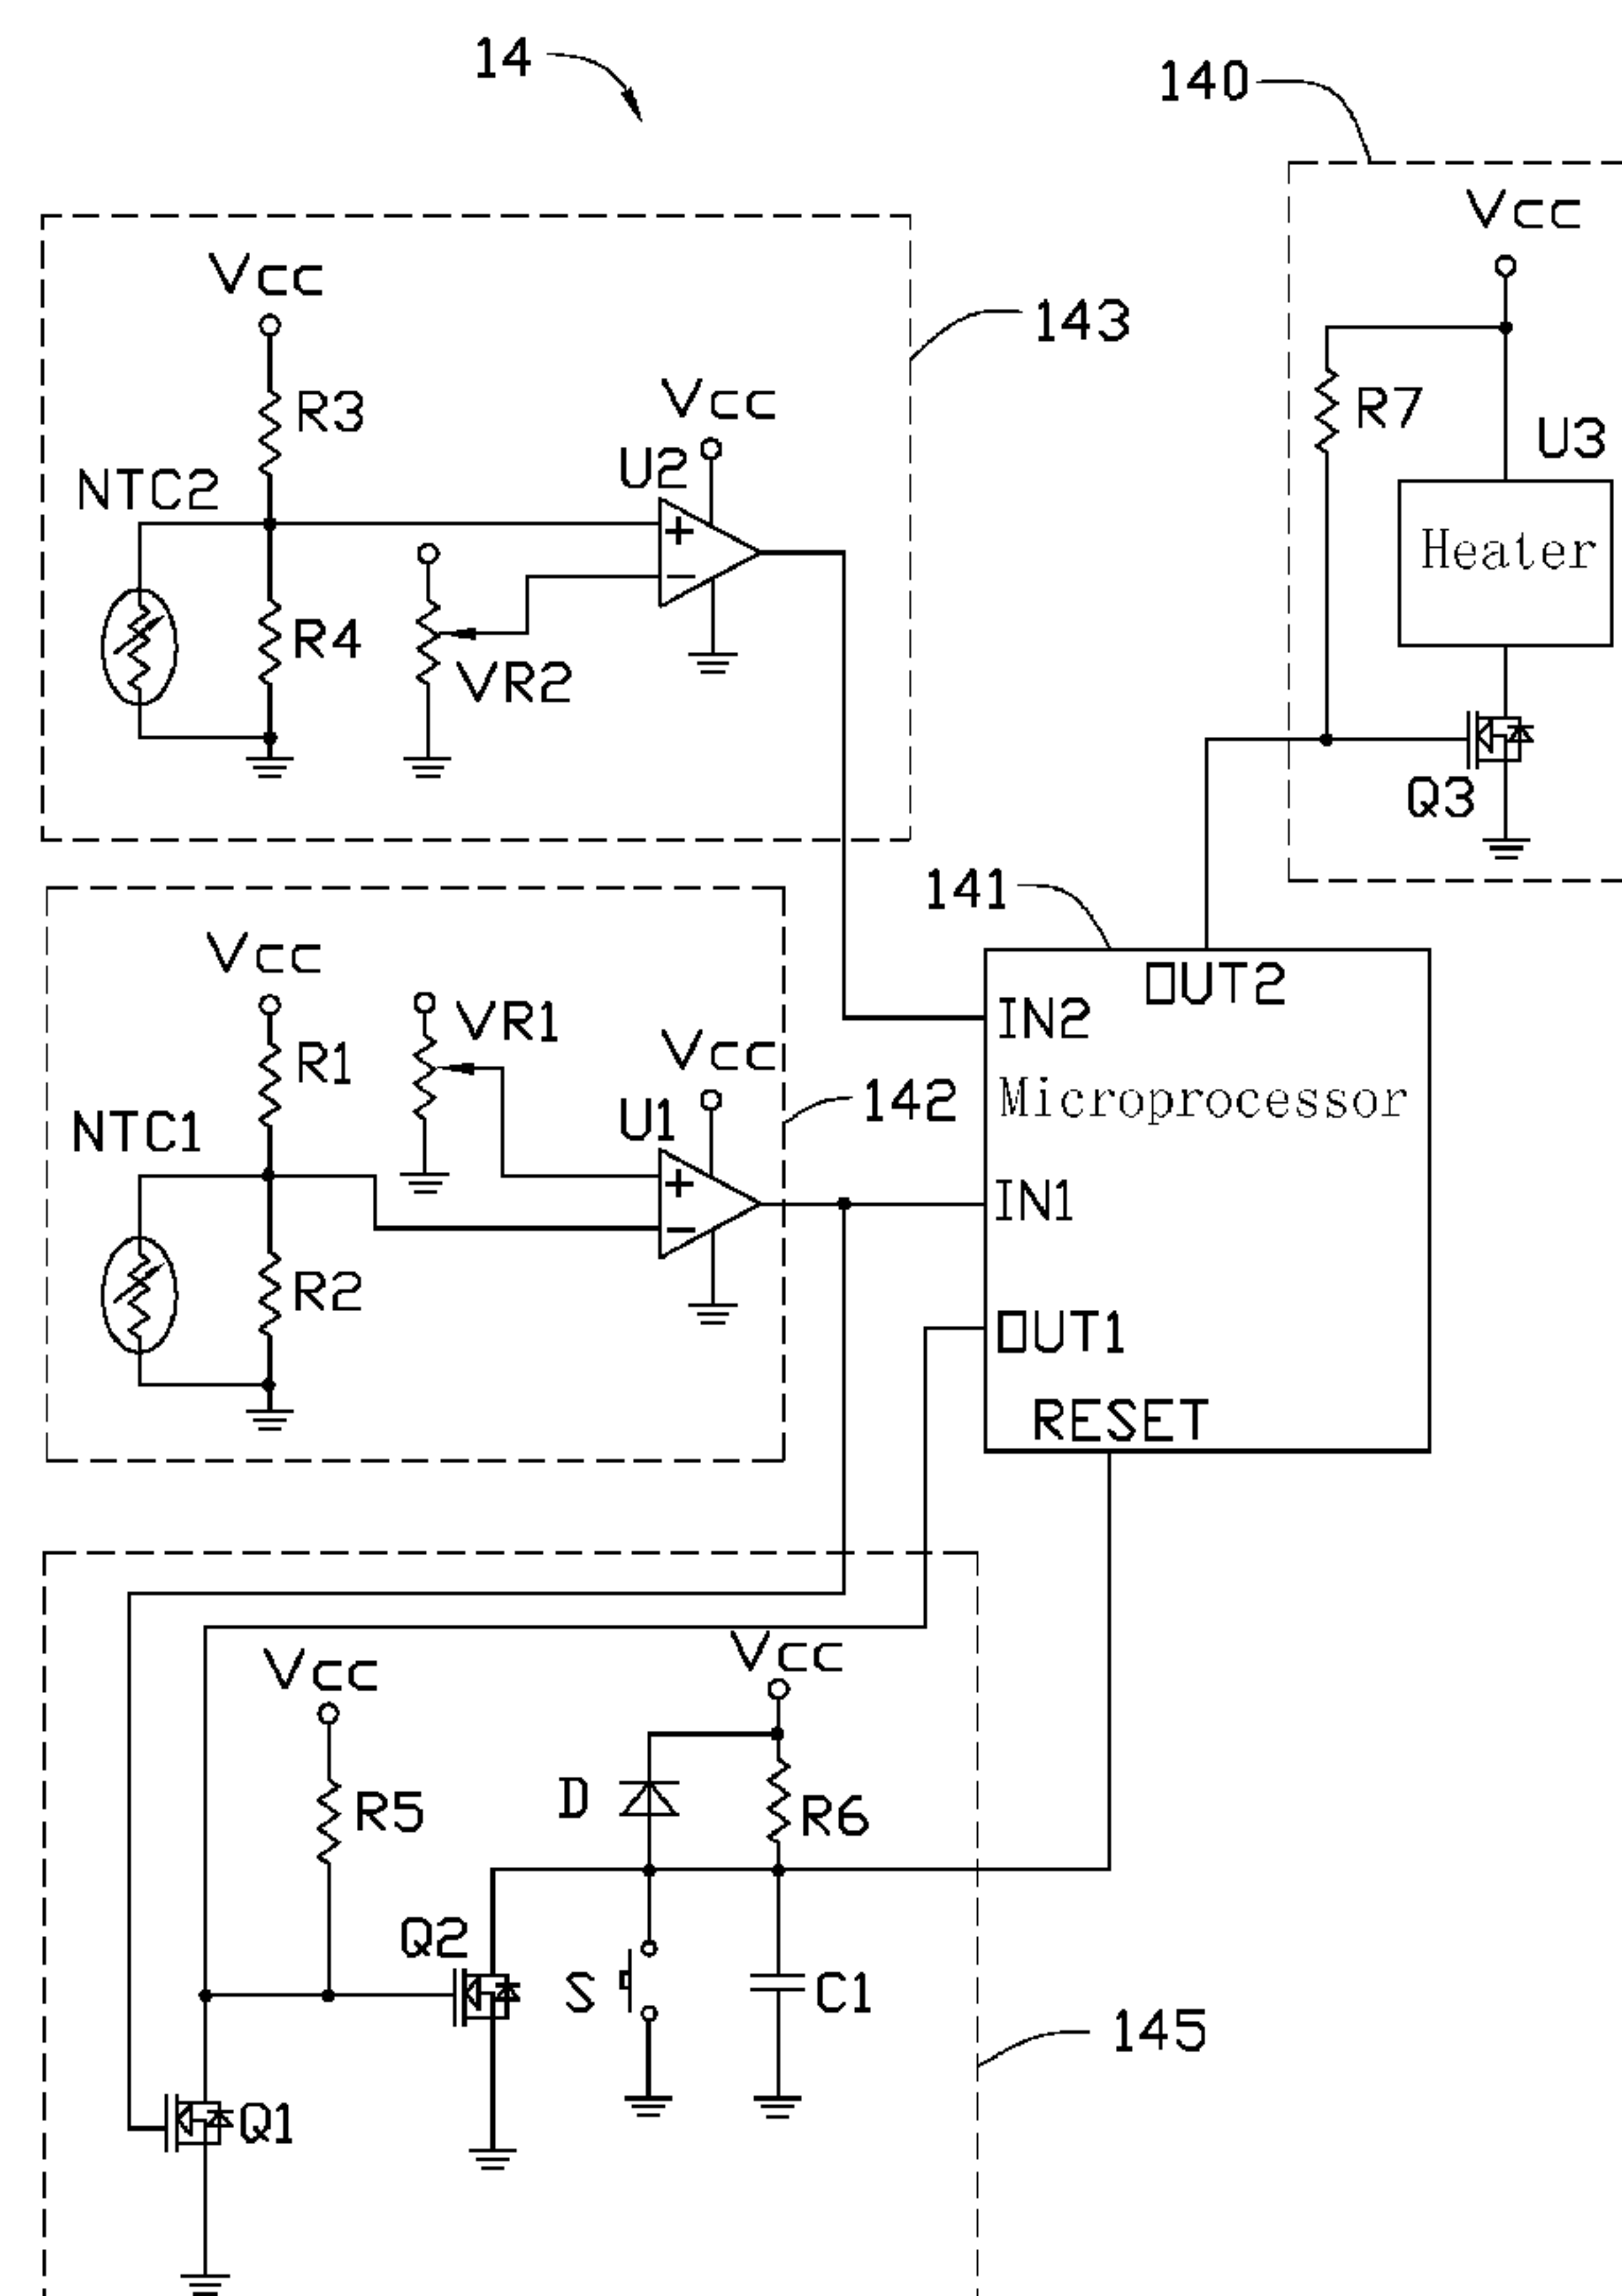 14
140
Vcc
Vcc
143
R3
Vcc
R7
U3
NTC2
U2
Heater
R4
VR2
Q3
141
Vcc
OUT2
VR1
IN2
R1
Vcc
142
Microprocessor
NTC1
U1
IN1
R2
OUT1
RESET
Vcc
Vcc
D
R5
R6
Q2
S
C1
145
Q1